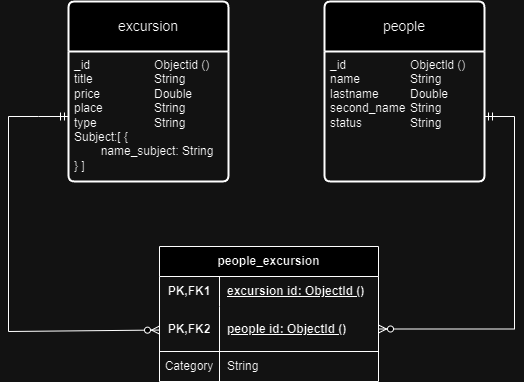 excursion
_id ObjectId ()
title String
price Double
place String
type String
Subject:[ {
name_subject: String
} ]
people
_id ObjectId ()
name String
lastname Double
second_name String
status String
people_excursion
PK,FK1 excursion id: ObjectId ()
PK,FK2 people id: ObjectId ()
Category String